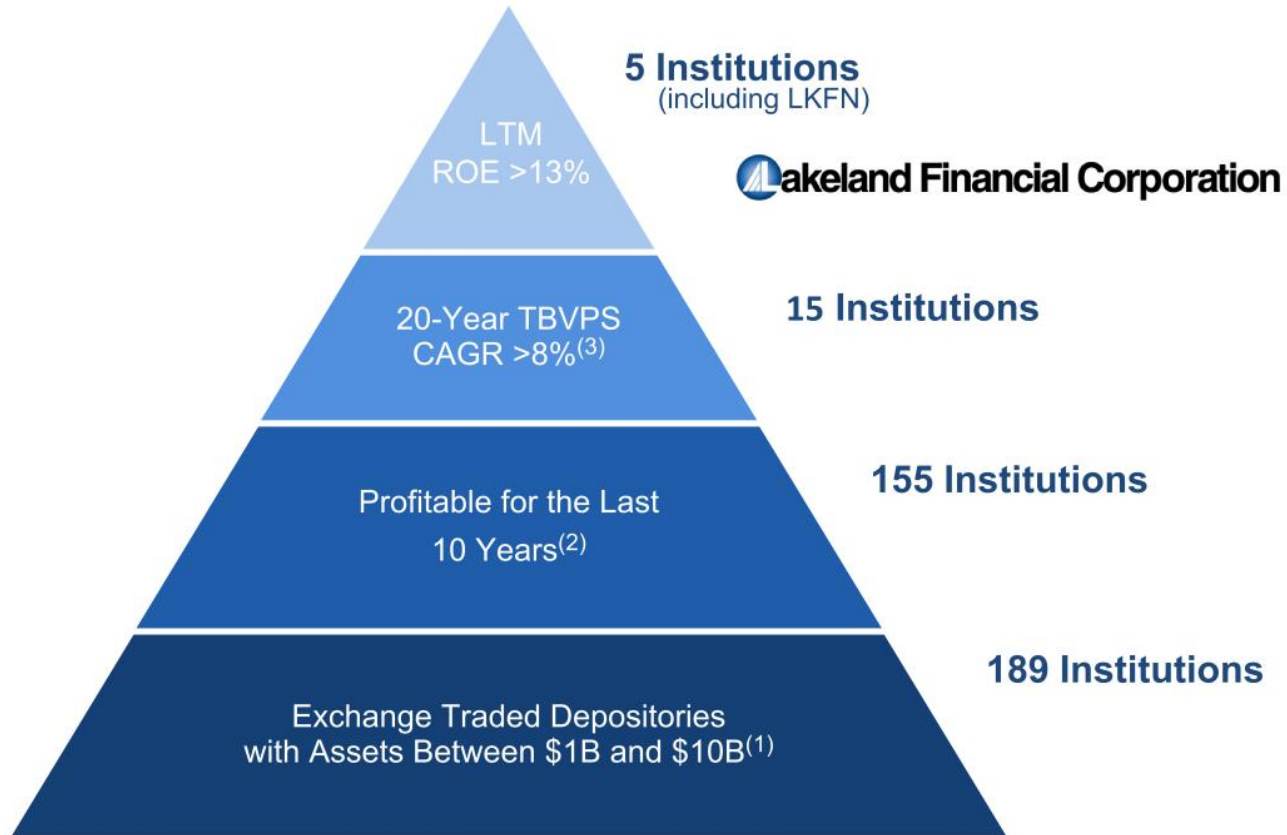 5 Institutions
(including LKFN)
LTM
ROE >13%
Lakeland Financial Corporation
15 Institutions
20-Year TBVPS
CAGR >8%(3)
155 Institutions
Profitable for the Last
10 Years(2)
189 Institutions
Exchange Traded Depositories
with Assets Between $1B and $10B(1)